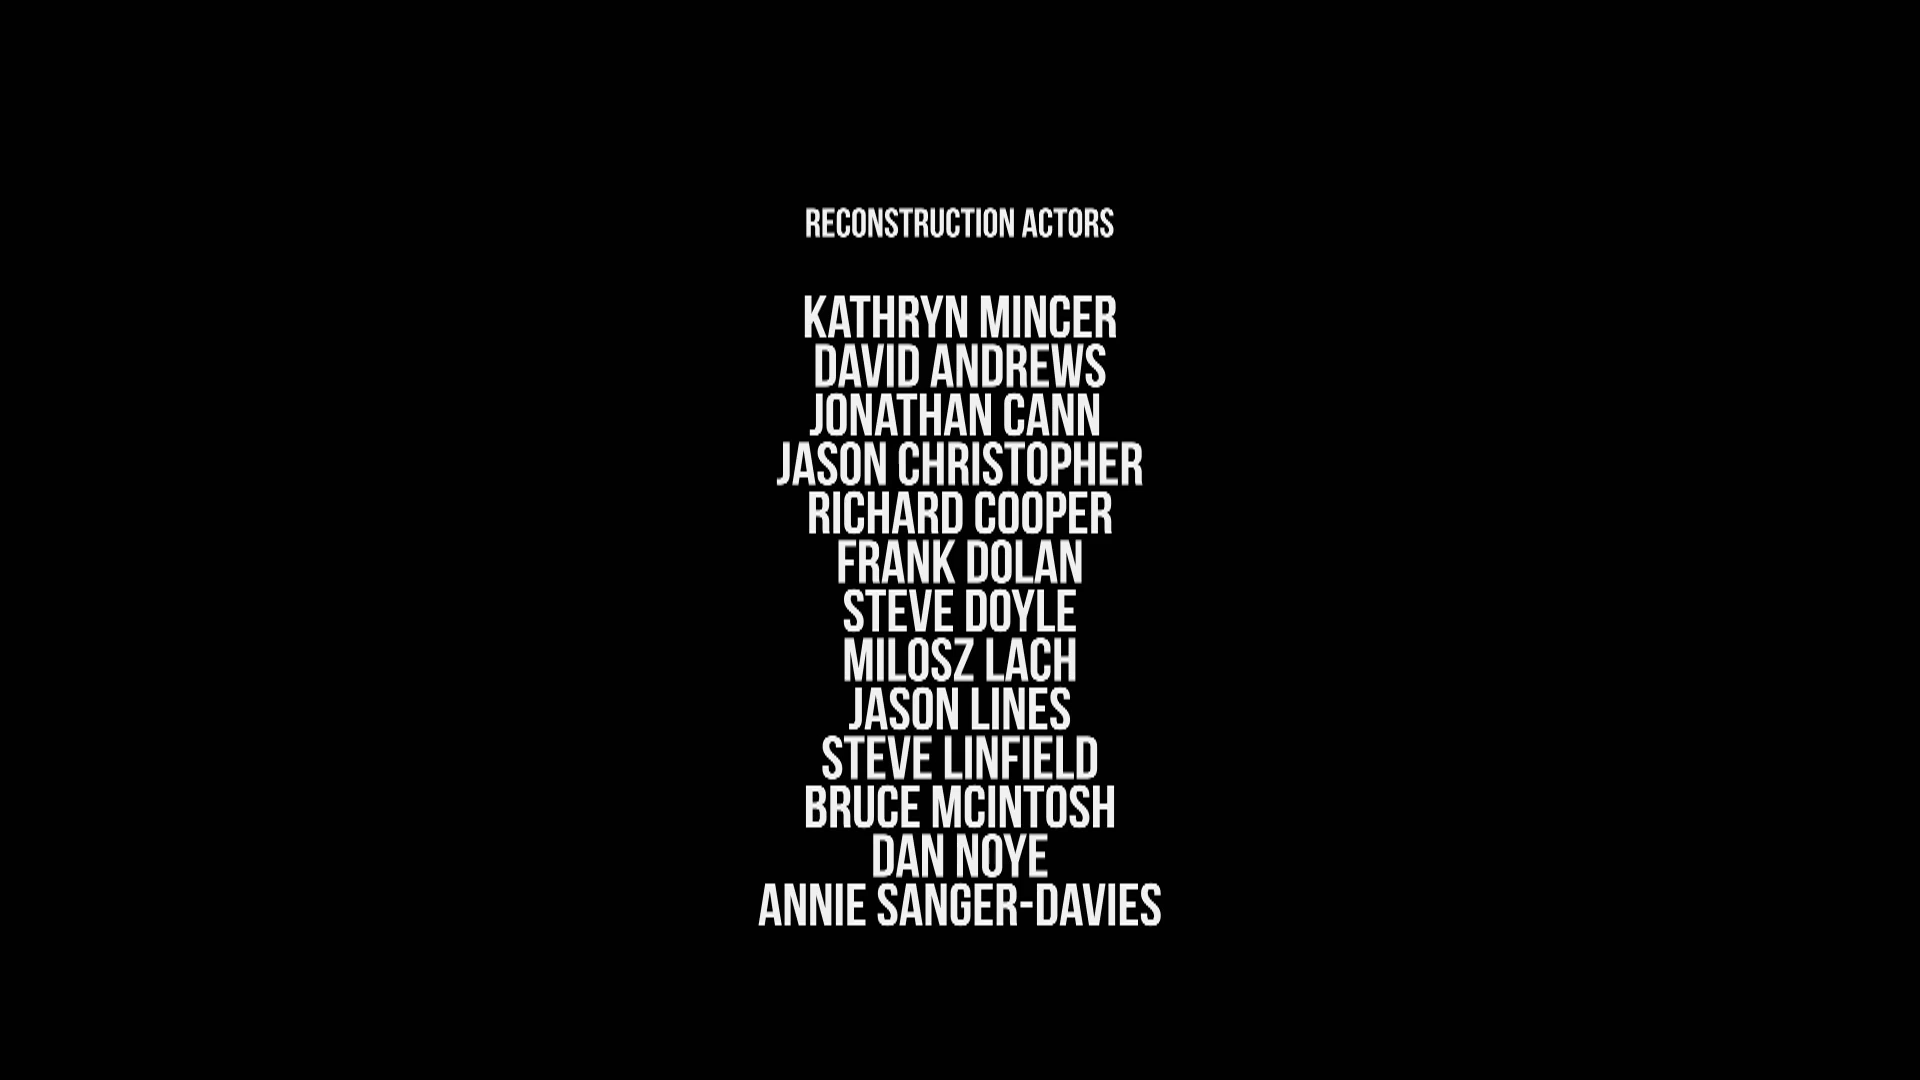 RECONSTRUCTION ACTORS
KATHRYN MINCER
DAVID ANDREWS
JONATHAN CANN
JASON CHRISTOPHER
RICHARD COOPER
FRANK DOLAN
STEVE DOYLE
MILOSZ LACH
JASON LINES
STEVE LINFIELD
BRUCE MCINTOSH
DAN NOYE
ANNIE SANGER-DAVIES